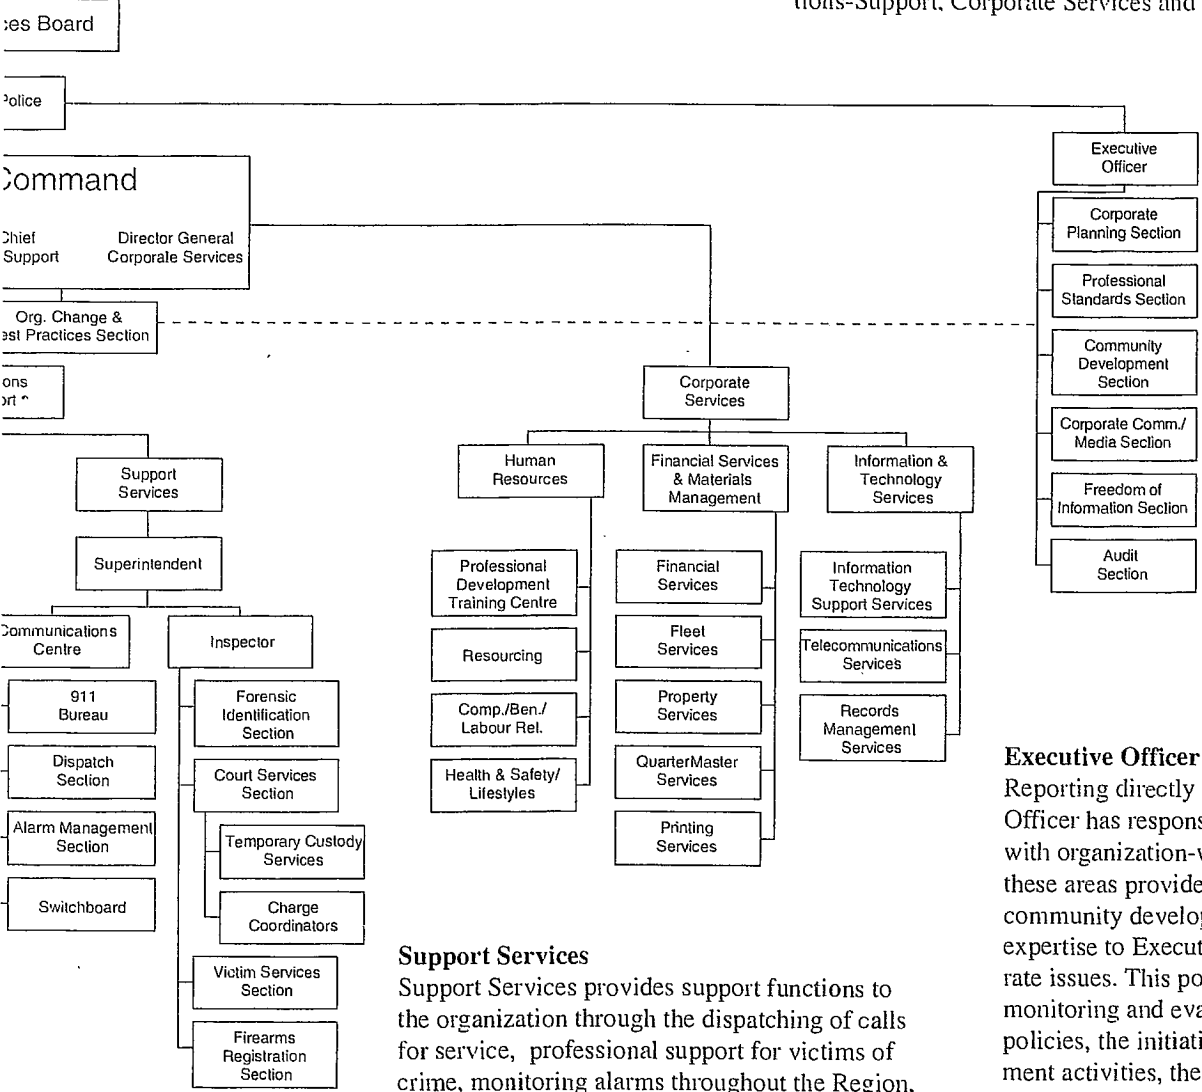 tions-Support, Corporate Services and
ces Board
Police
Command
Chief
Support
Director General
Corporate Services
Org. Change &
est Practices Section
ons
ort
Executive
Officer
Corporate
Planning Section
Professional
Standards Section
Community
Development
Section
Corporate Comm./
Media Section
Freedom of
Information Section
Audit
Section
Corporate
Services
Support
Services
Superintendent
Communications
Centre
911
Bureau
Dispatch
Section
Alarm Management
Section
Switchboard
Inspector
Forensic
Identification
Section
Court Services
Section
Temporary Custody
Services
Charge
Coordinators
Victim Services
Section
Firearms
Registration
Section
Human
Resources
Professional
Development
Training Centre
Resourcing
Comp./Ben./
Labour Rel.
Health & Safety/
Lifestyles
Financial Services
& Materials
Management
Financial
Services
Fleet
Services
Property
Services
QuarterMaster
Services
Printing
Services
Information &
Technology
Services
Information
Technology
Support Services
Telecommunications
Services
Records
Management
Services
Support Services
Support Services provides support functions to
the organization through the dispatching of calls
for service, professional support for victims of
crime, monitoring alarms throughout the Region,
Executive Officer
Reporting directly
Officer has respons
with organization-w
these areas provide
community develop
expertise to Execut
rate issues. This po
monitoring and eva
policies, the initiati
ment activities, the